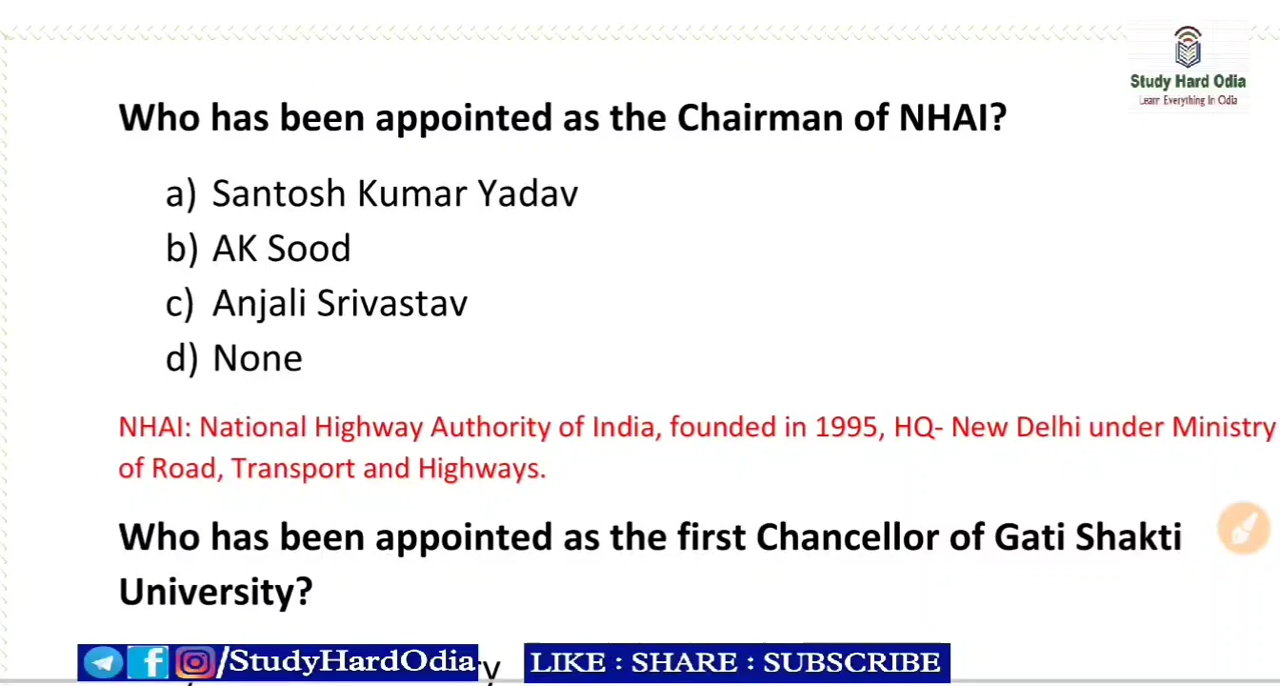 Study Hard Odia
Learn Everything In Odia
Who has been appointed as the Chairman of NHAI?
a) Santosh Kumar Yadav
b) AK Sood
c) Anjali Srivastav
d) None
NHAI: National Highway Authority of India, founded in 1995, HQ- New Delhi under Ministry
of Road, Transport and Highways.
Who has been appointed as the first Chancellor of Gati Shakti
University?
/StudyHardOdia
LIKE : SHARE : SUBSCRIBE